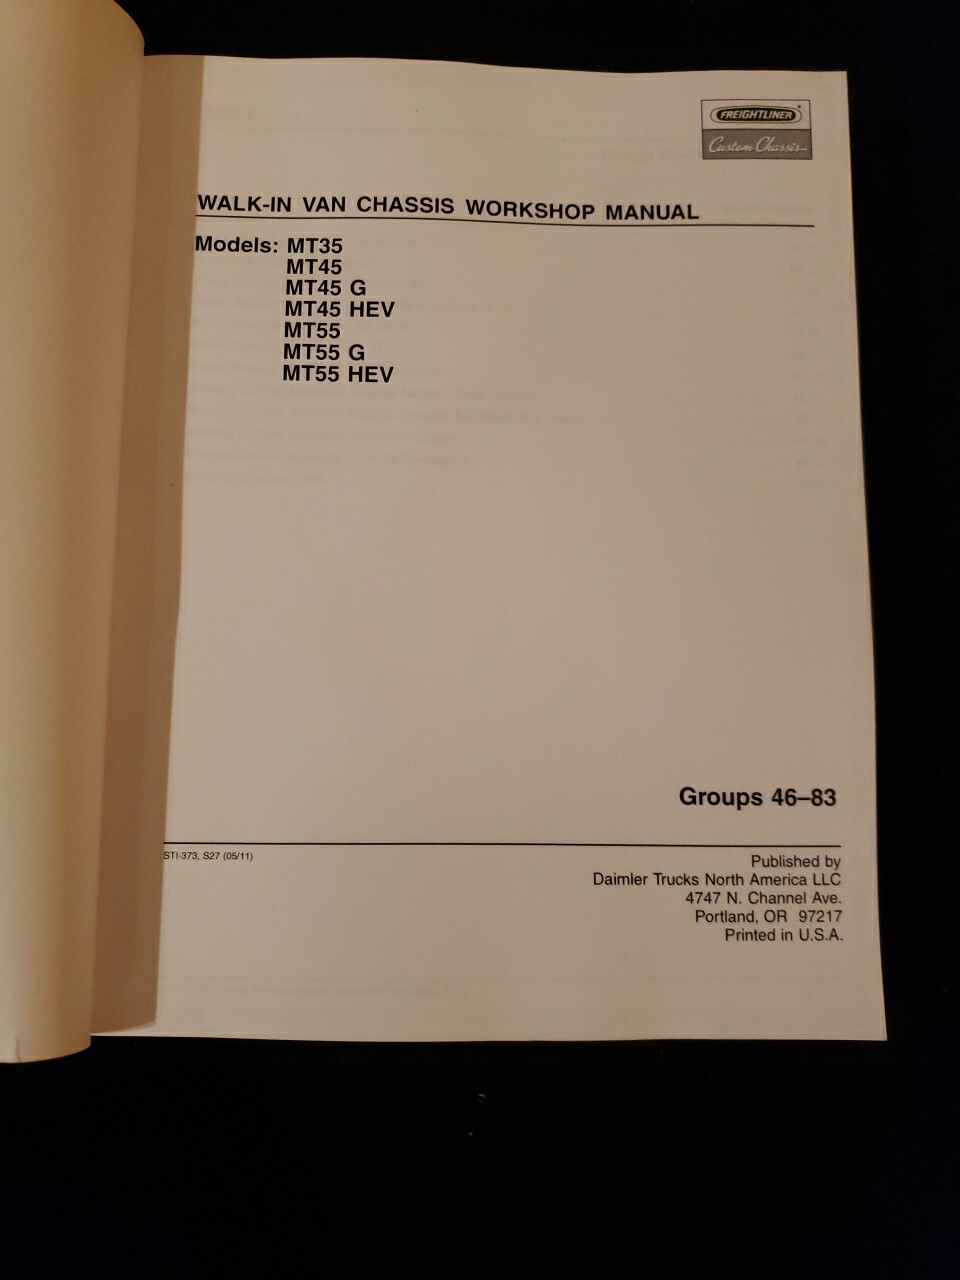 FREIGHTLINER
Custom Chassis
WALK-IN VAN CHASSIS WORKSHOP MANUAL
Models: MT35
MT45
MT45 G
MT45 HEV
MT55
MT55 G
MT55 HEV
Groups 46–83
STI-373, S27 (05/11)
Published by
Daimler Trucks North America LLC
4747 N. Channel Ave.
Portland, OR 97217
Printed in U.S.A.